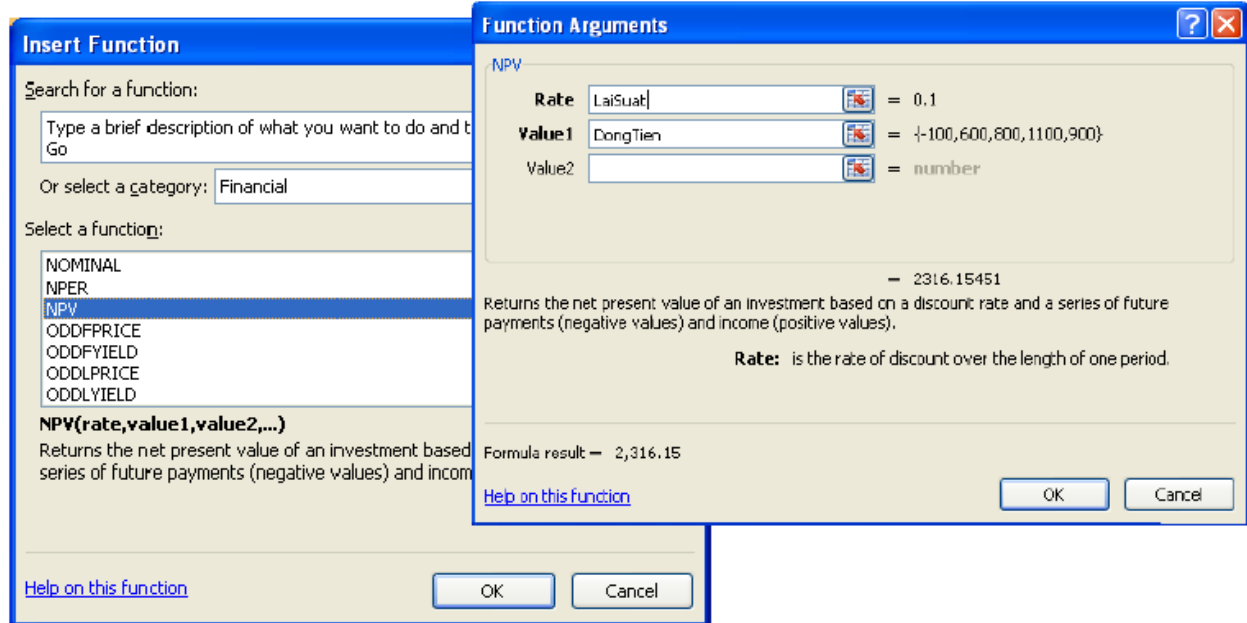 Insert Function
Search for a function:
Type a brief description of what you want to do and t
Go
Or select a category: Financial
Select a function:
NOMINAL
NPER
NPV
ODDFPRICE
ODDFYIELD
ODDLPRICE
ODDLYIELD
NPV(rate,value1,value2,...)
Returns the net present value of an investment based
series of future payments (negative values) and incom
Help on this function
OK Cancel
Function Arguments
NPV
Rate LaiSuat = 0.1
Value1 DongTien = {-100,600,800,1100,900}
Value2 = number
= 2316.15451
Returns the net present value of an investment based on a discount rate and a series of future
payments (negative values) and income (positive values).
Rate: is the rate of discount over the length of one period.
Formula result = 2,316.15
Help on this function
OK Cancel